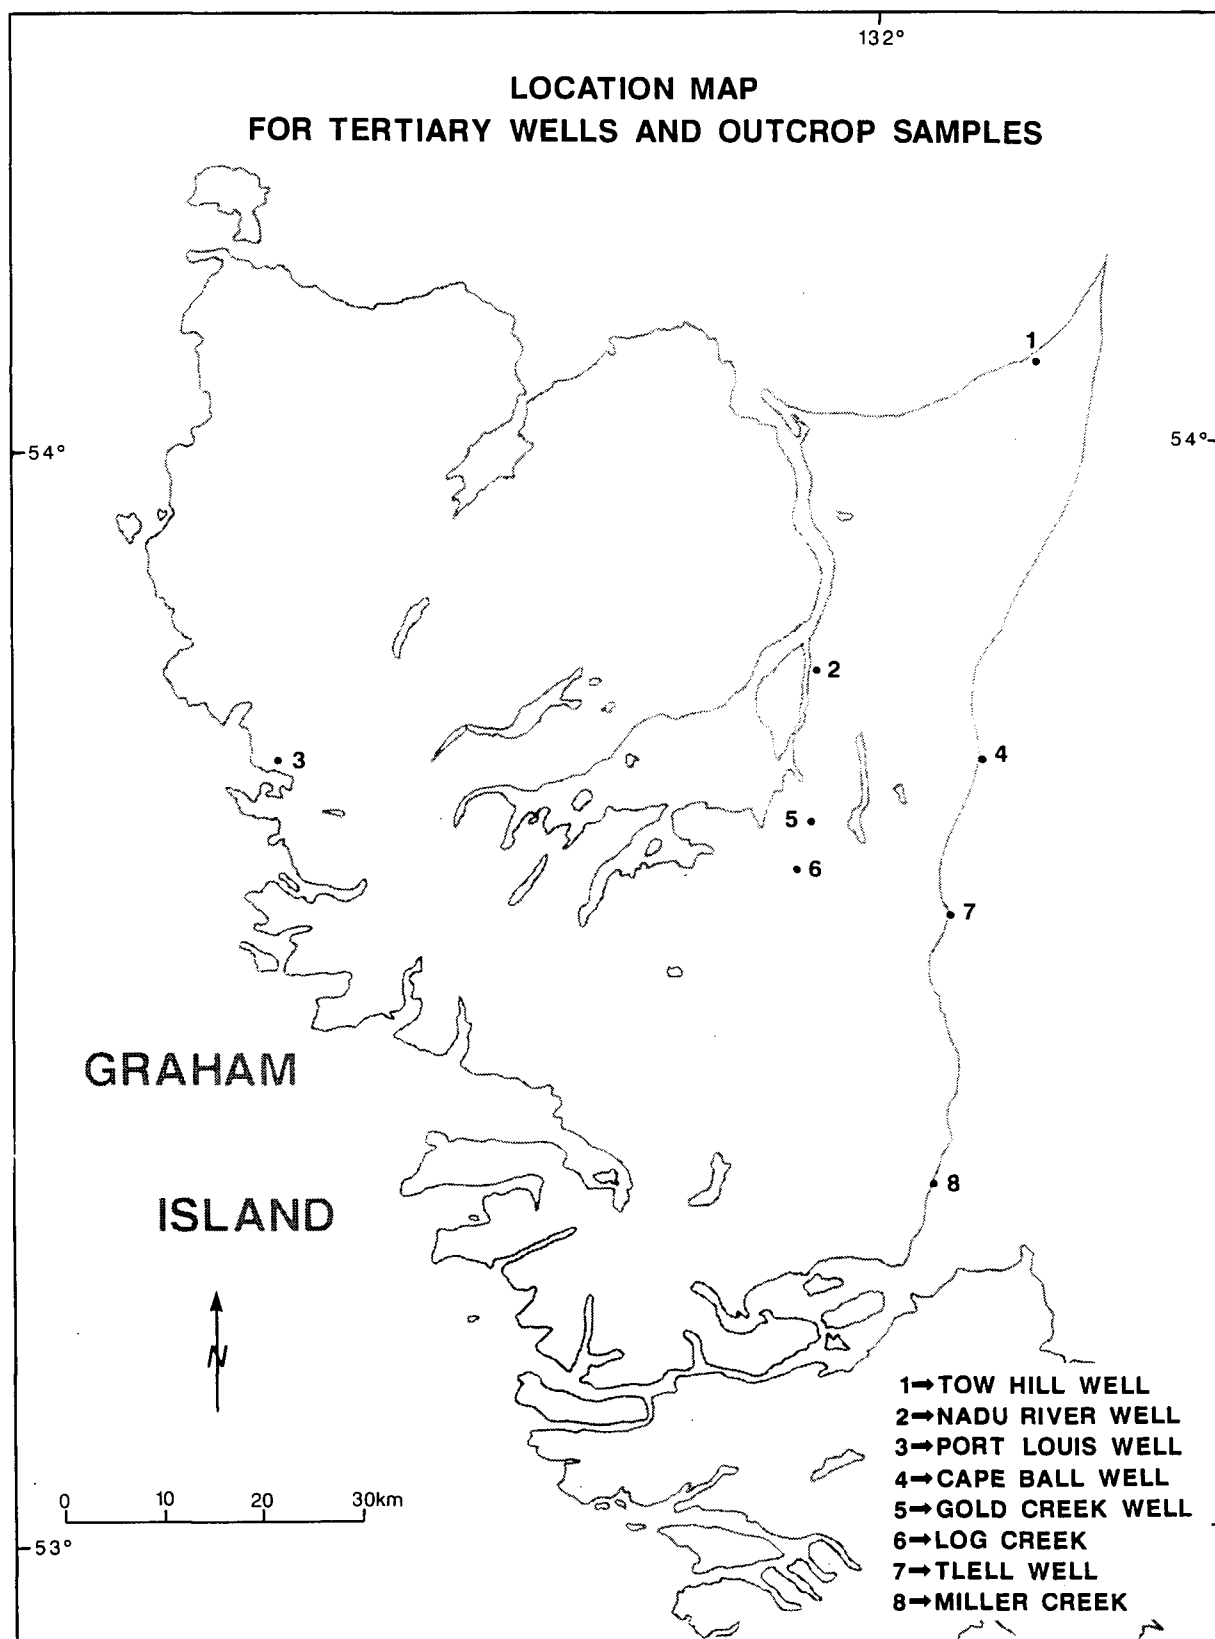 132°
LOCATION MAP
FOR TERTIARY WELLS AND OUTCROP SAMPLES
1
54°
54°
2
3
4
5
6
7
GRAHAM
8
ISLAND
N
1→TOW HILL WELL
2→NADU RIVER WELL
3→PORT LOUIS WELL
4→CAPE BALL WELL
5→GOLD CREEK WELL
6→LOG CREEK
7→TLELL WELL
8→MILLER CREEK
0 10 20 30km
53°